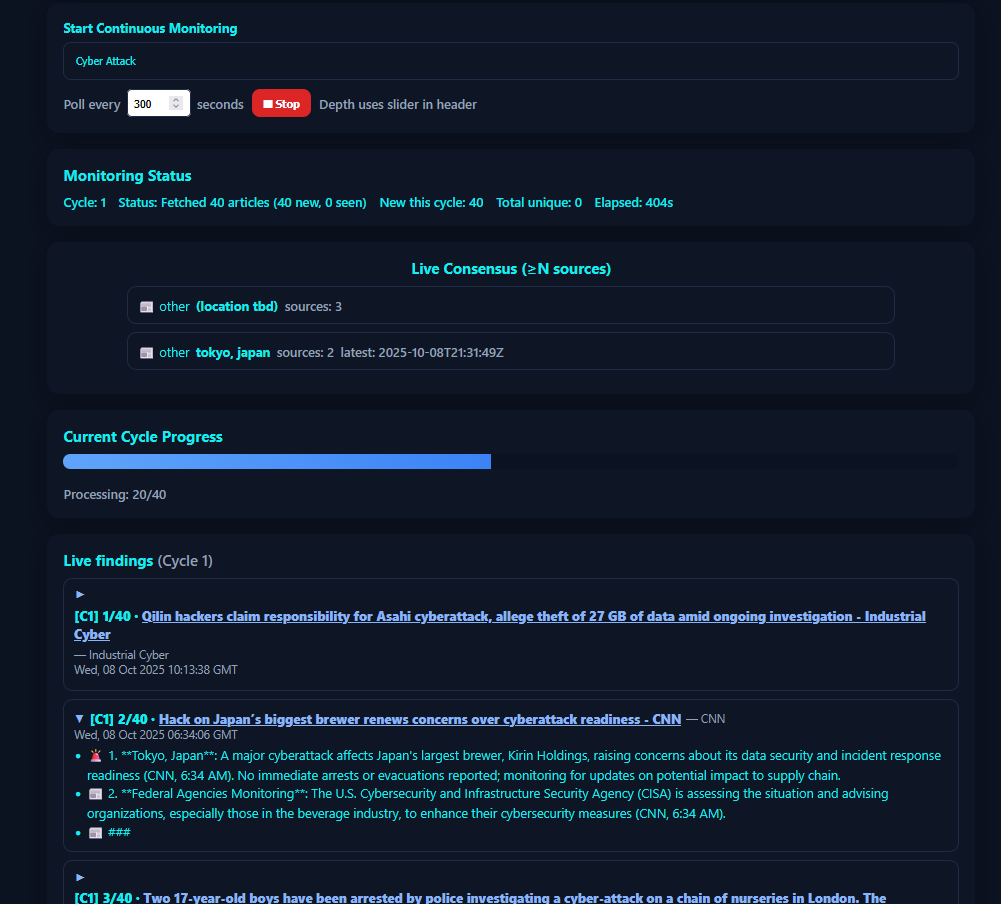 Start Continuous Monitoring
Cyber Attack
Poll every 300 seconds Stop Depth uses slider in header
Monitoring Status
Cycle: 1 Status: Fetched 40 articles (40 new, 0 seen) New this cycle: 40 Total unique: 0 Elapsed: 404s
Live Consensus (≥N sources)
other (location tbd) sources: 3
other tokyo, japan sources: 2 latest: 2025-10-08T21:31:49Z
Current Cycle Progress
Processing: 20/40
Live findings (Cycle 1)
[C1] 1/40 · Qilin hackers claim responsibility for Asahi cyberattack, allege theft of 27 GB of data amid ongoing investigation - Industrial
Cyber
— Industrial Cyber
Wed, 08 Oct 2025 10:13:38 GMT
[C1] 2/40 · Hack on Japan’s biggest brewer renews concerns over cyberattack readiness - CNN — CNN
Wed, 08 Oct 2025 06:34:06 GMT
• 🚨 1. **Tokyo, Japan**: A major cyberattack affects Japan's largest brewer, Kirin Holdings, raising concerns about its data security and incident response
readiness (CNN, 6:34 AM). No immediate arrests or evacuations reported; monitoring for updates on potential impact to supply chain.
• 📰 2. **Federal Agencies Monitoring**: The U.S. Cybersecurity and Infrastructure Security Agency (CISA) is assessing the situation and advising
organizations, especially those in the beverage industry, to enhance their cybersecurity measures (CNN, 6:34 AM).
• 📰 ###
[C1] 3/40 · Two 17-year-old boys have been arrested by police investigating a cyber-attack on a chain of nurseries in London. The